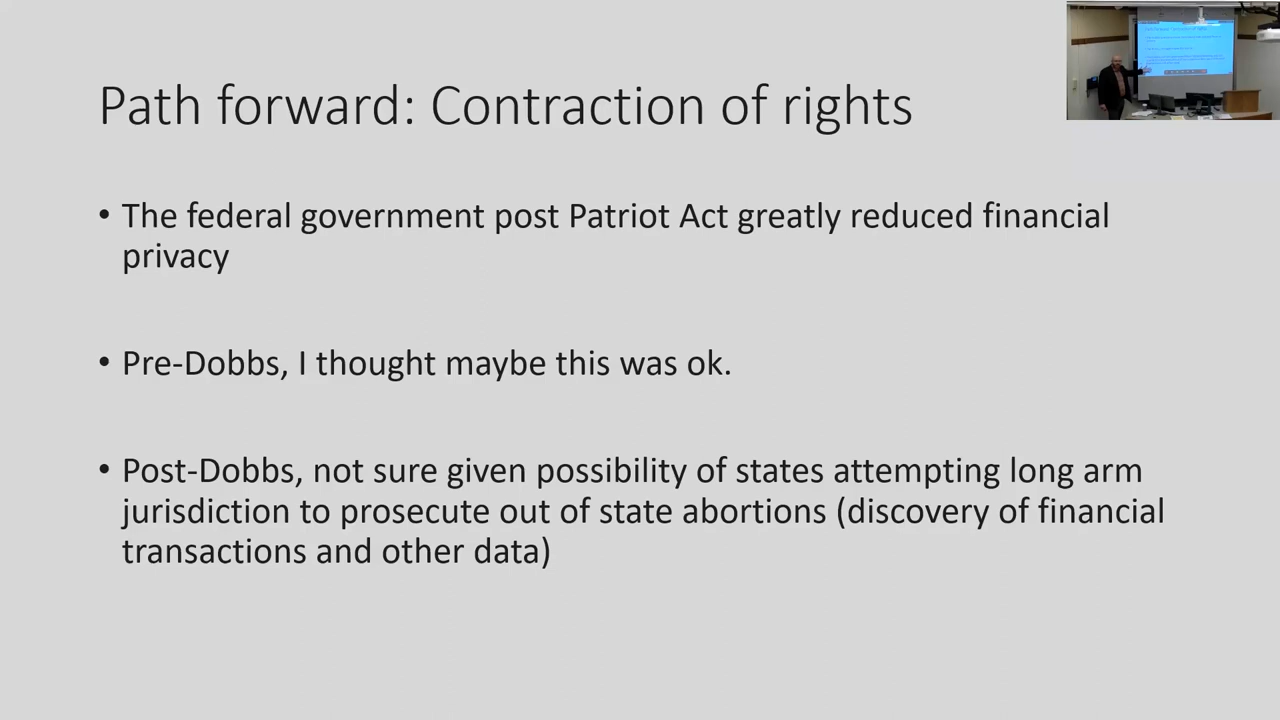 Path forward: Contraction of rights
• The federal government post Patriot Act greatly reduced financial
privacy
• Pre-Dobbs, I thought maybe this was ok.
• Post-Dobbs, not sure given possibility of states attempting long arm
jurisdiction to prosecute out of state abortions (discovery of financial
transactions and other data)